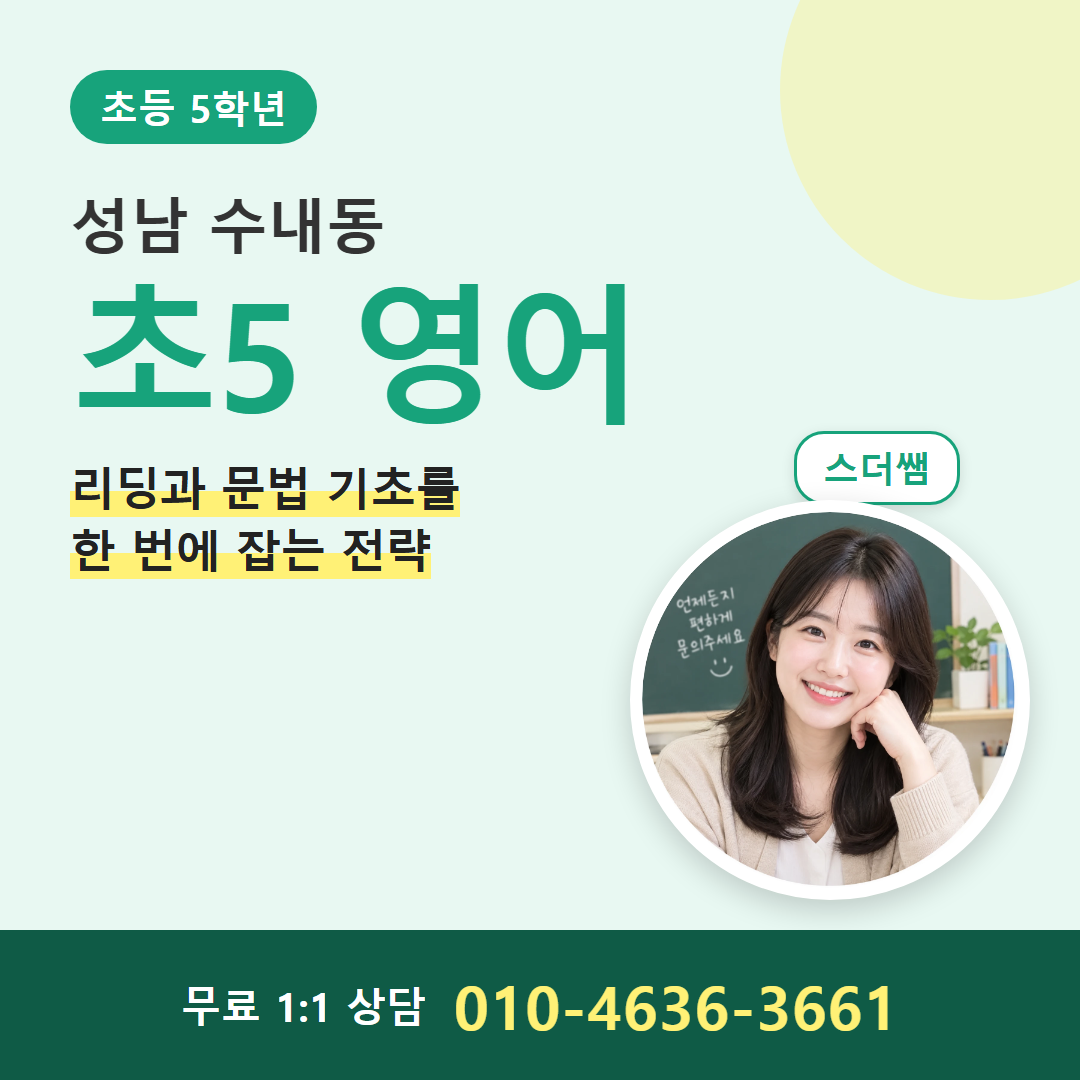 초등 5학년
성남 수내동
초5 영어
리딩과 문법 기초를
한 번에 잡는 전략
스더쌤
언제든지
편하게
문의주세요
무료 1:1 상담 010-4636-3661